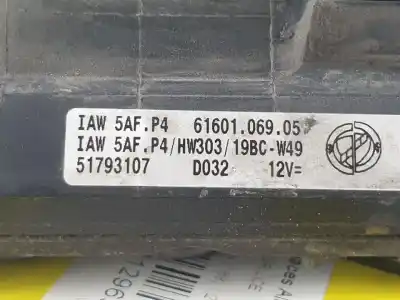 IAW 5AF.P4 61601.069.05
IAW 5AF.P4/HW303/19BC-W49
51793107 D032 12V=